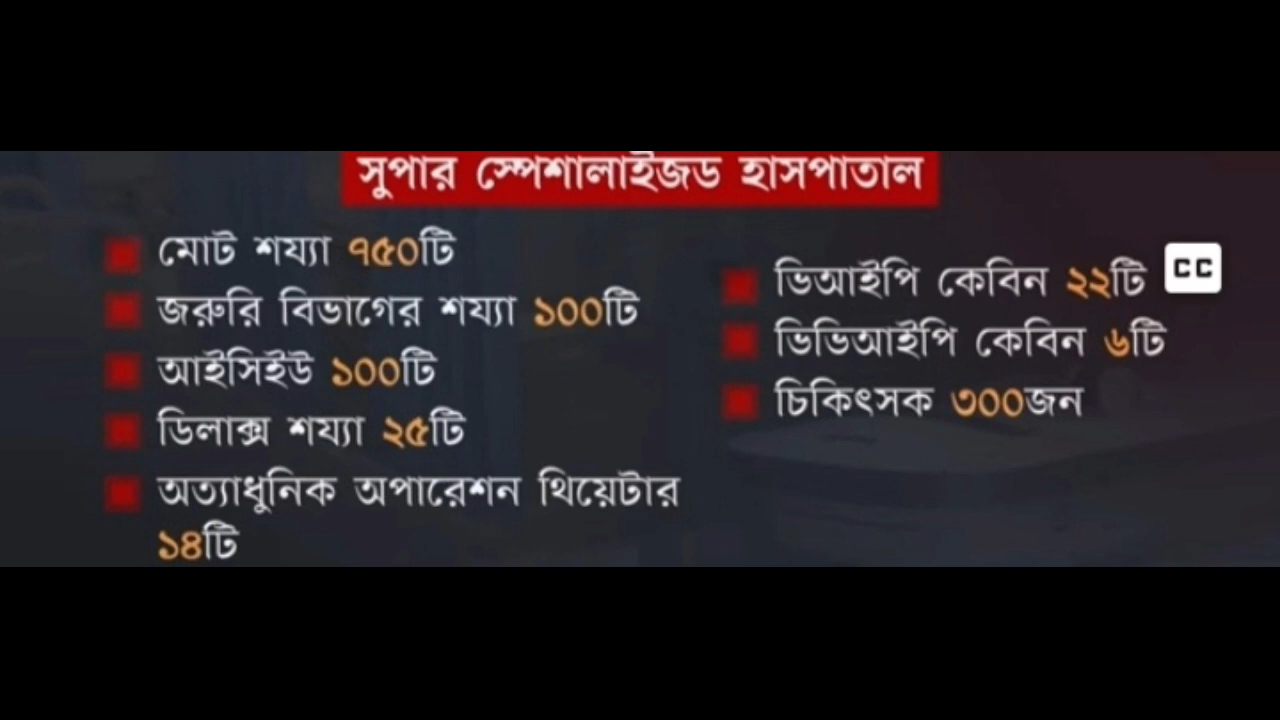 সুপার স্পেশালাইজড হাসপাতাল
মোট শয্যা ৭৫০টি
জরুরি বিভাগের শয্যা ১০০টি
আইসিইউ ১০০টি
ডিলাক্স শয্যা ২৫টি
অত্যাধুনিক অপারেশন থিয়েটার
১৪টি
ভিআইপি কেবিন ২২টি
CC
ভিভিআইপি কেবিন ৬টি
চিকিৎসক ৩০০জন